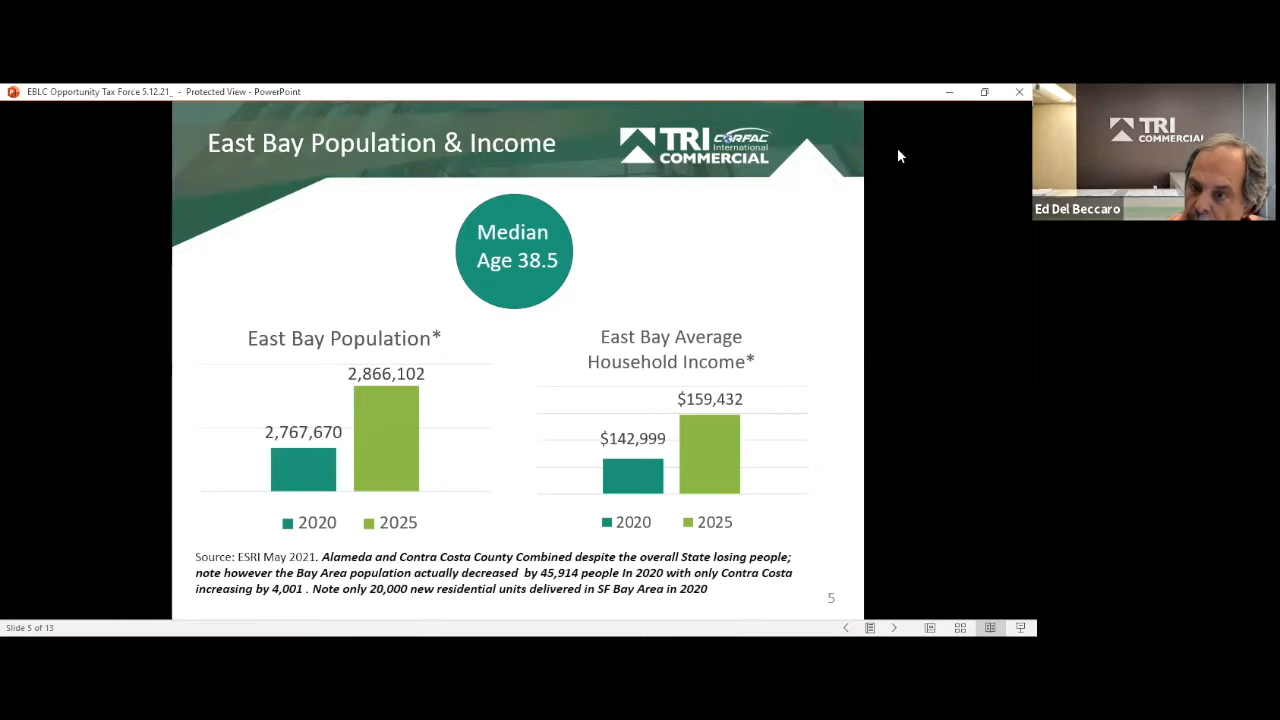 EBLC Opportunity Tax Force 5.12.21_ - Protected View - PowerPoint
East Bay Population & Income
TRI
COMMERCIAL
CORFAC
International
TRI
COMMERCIAL
Ed Del Beccaro
Median
Age 38.5
East Bay Population*
2,866,102
2,767,670
2020
2025
East Bay Average
Household Income*
$159,432
$142,999
2020
2025
Source: ESRI May 2021. Alameda and Contra Costa County Combined despite the overall State losing people;
note however the Bay Area population actually decreased by 45,914 people In 2020 with only Contra Costa
increasing by 4,001 . Note only 20,000 new residential units delivered in SF Bay Area in 2020
5
Slide 5 of 13